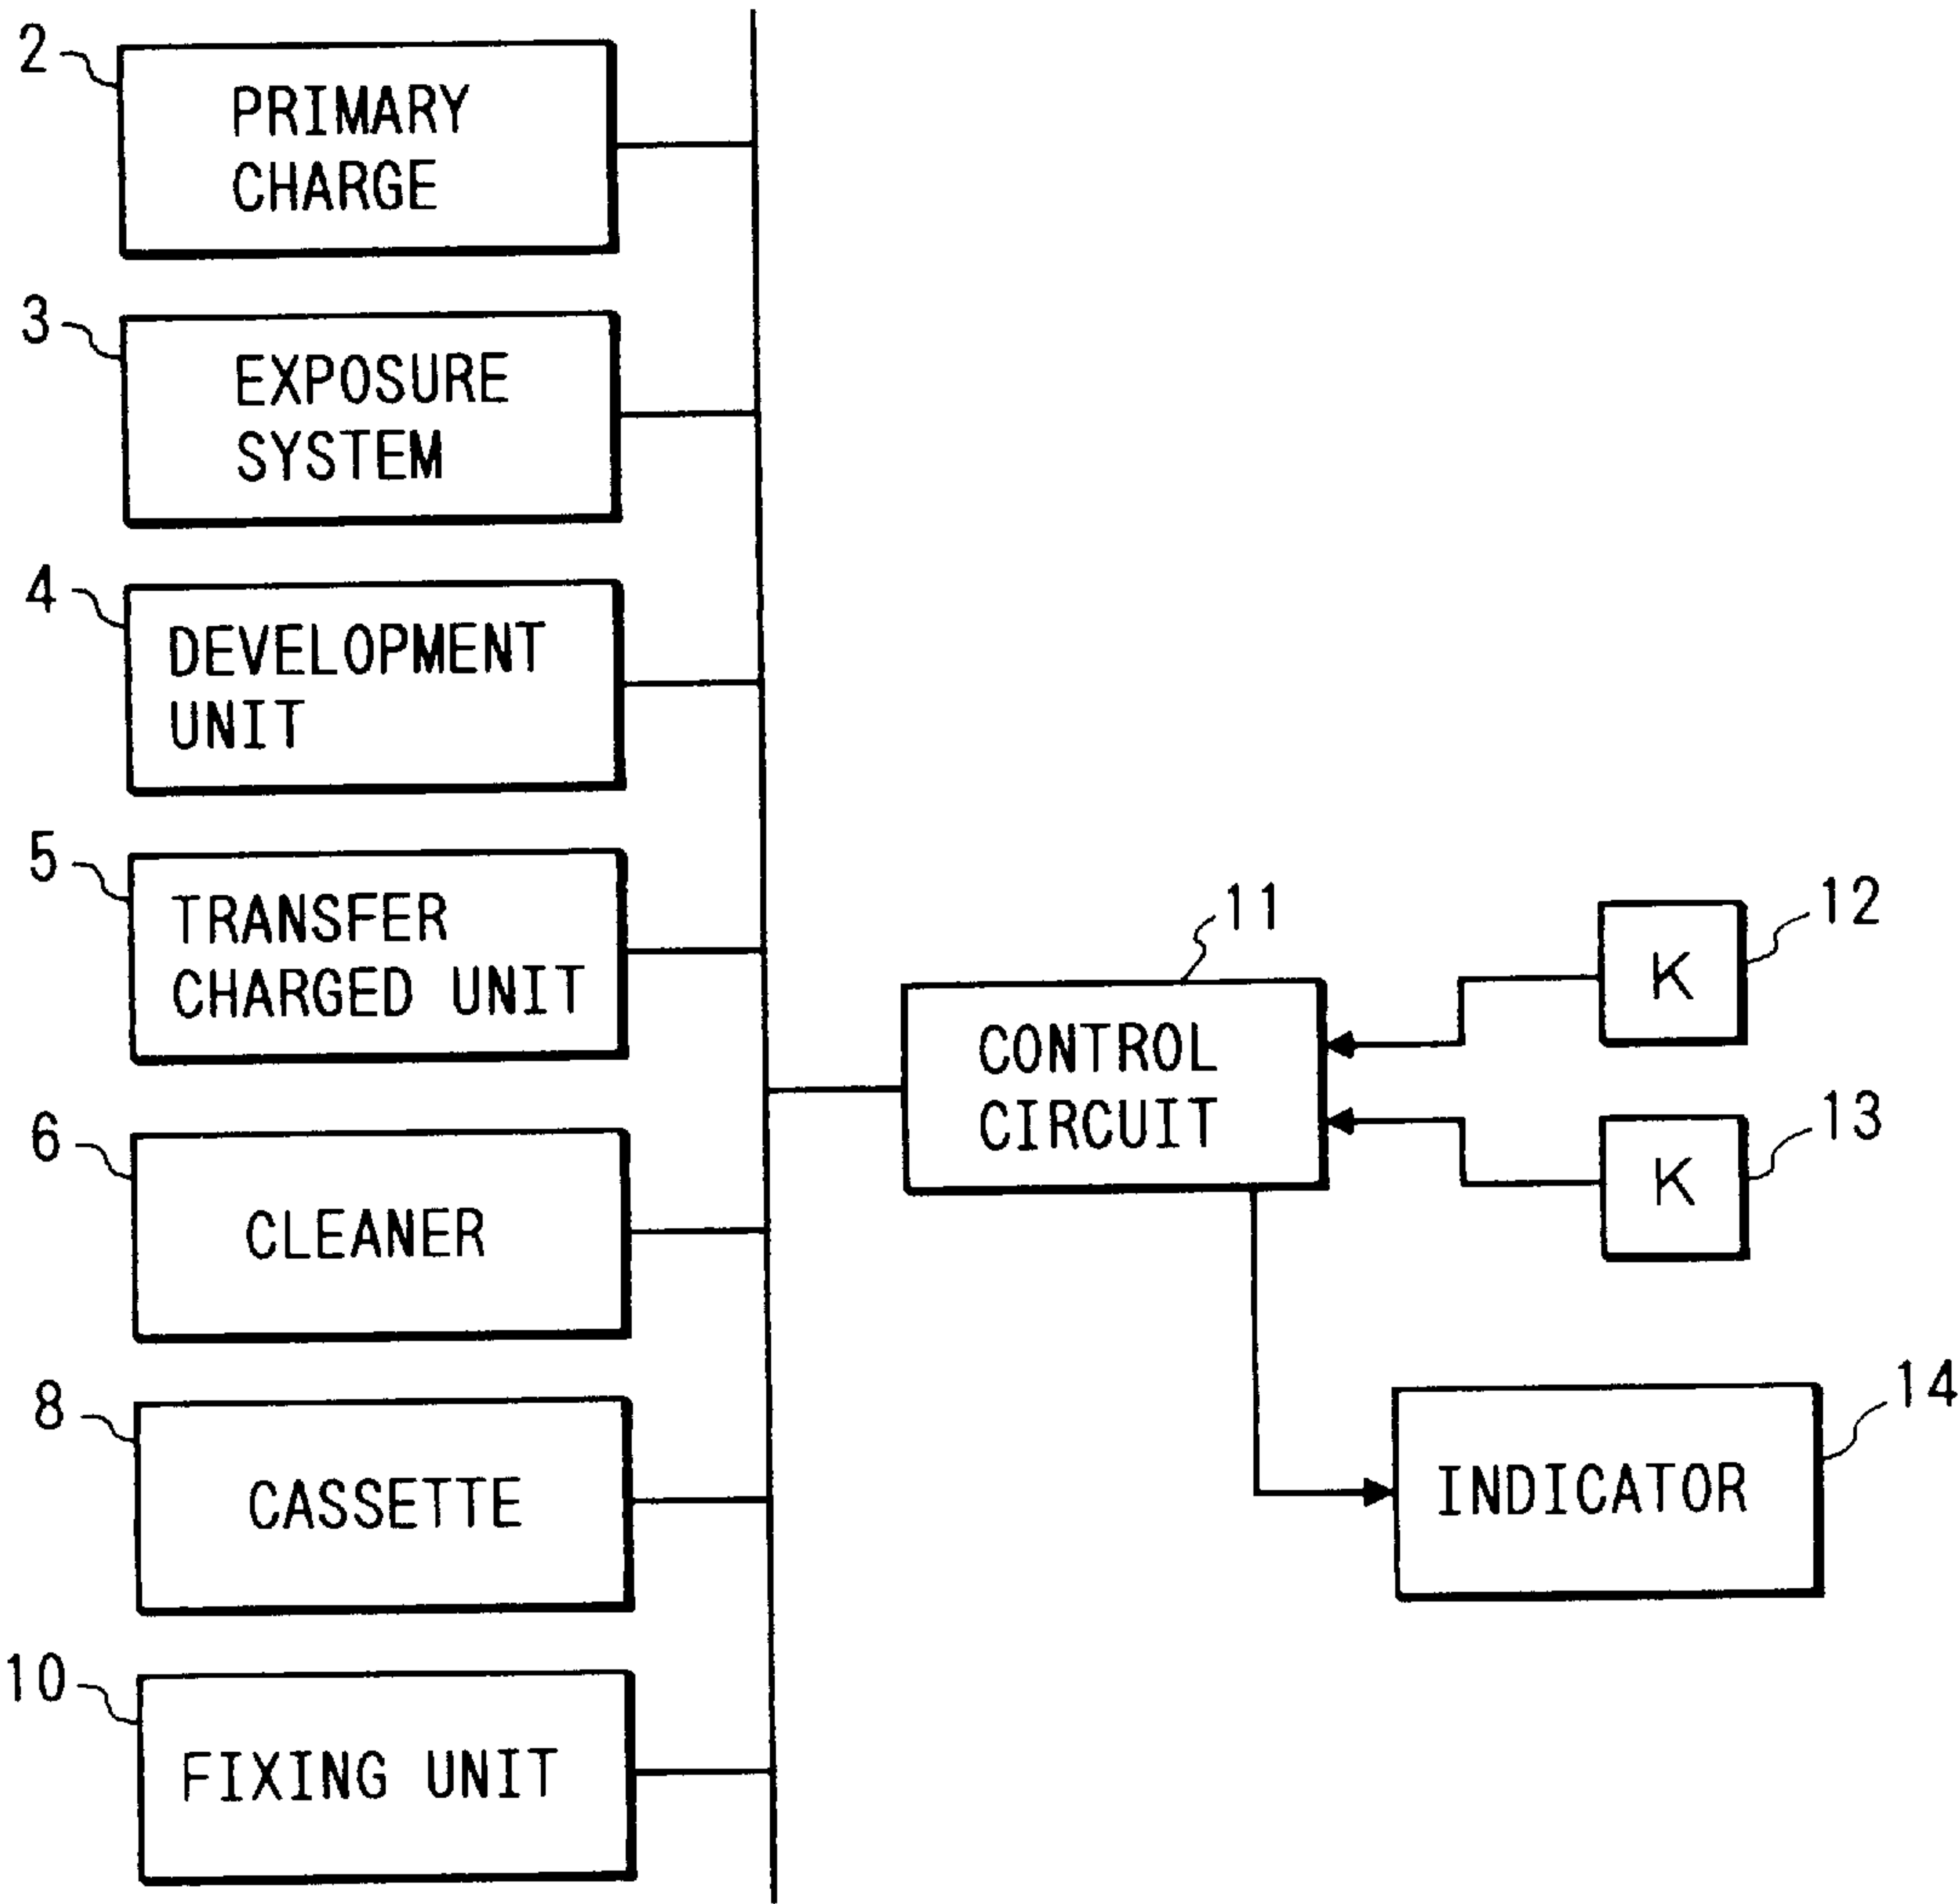 2
PRIMARY
CHARGE
3
EXPOSURE
SYSTEM
4
DEVELOPMENT
UNIT
5
TRANSFER
CHARGED UNIT
6
CLEANER
8
CASSETTE
10
FIXING UNIT
11
CONTROL
CIRCUIT
12
K
13
K
14
INDICATOR